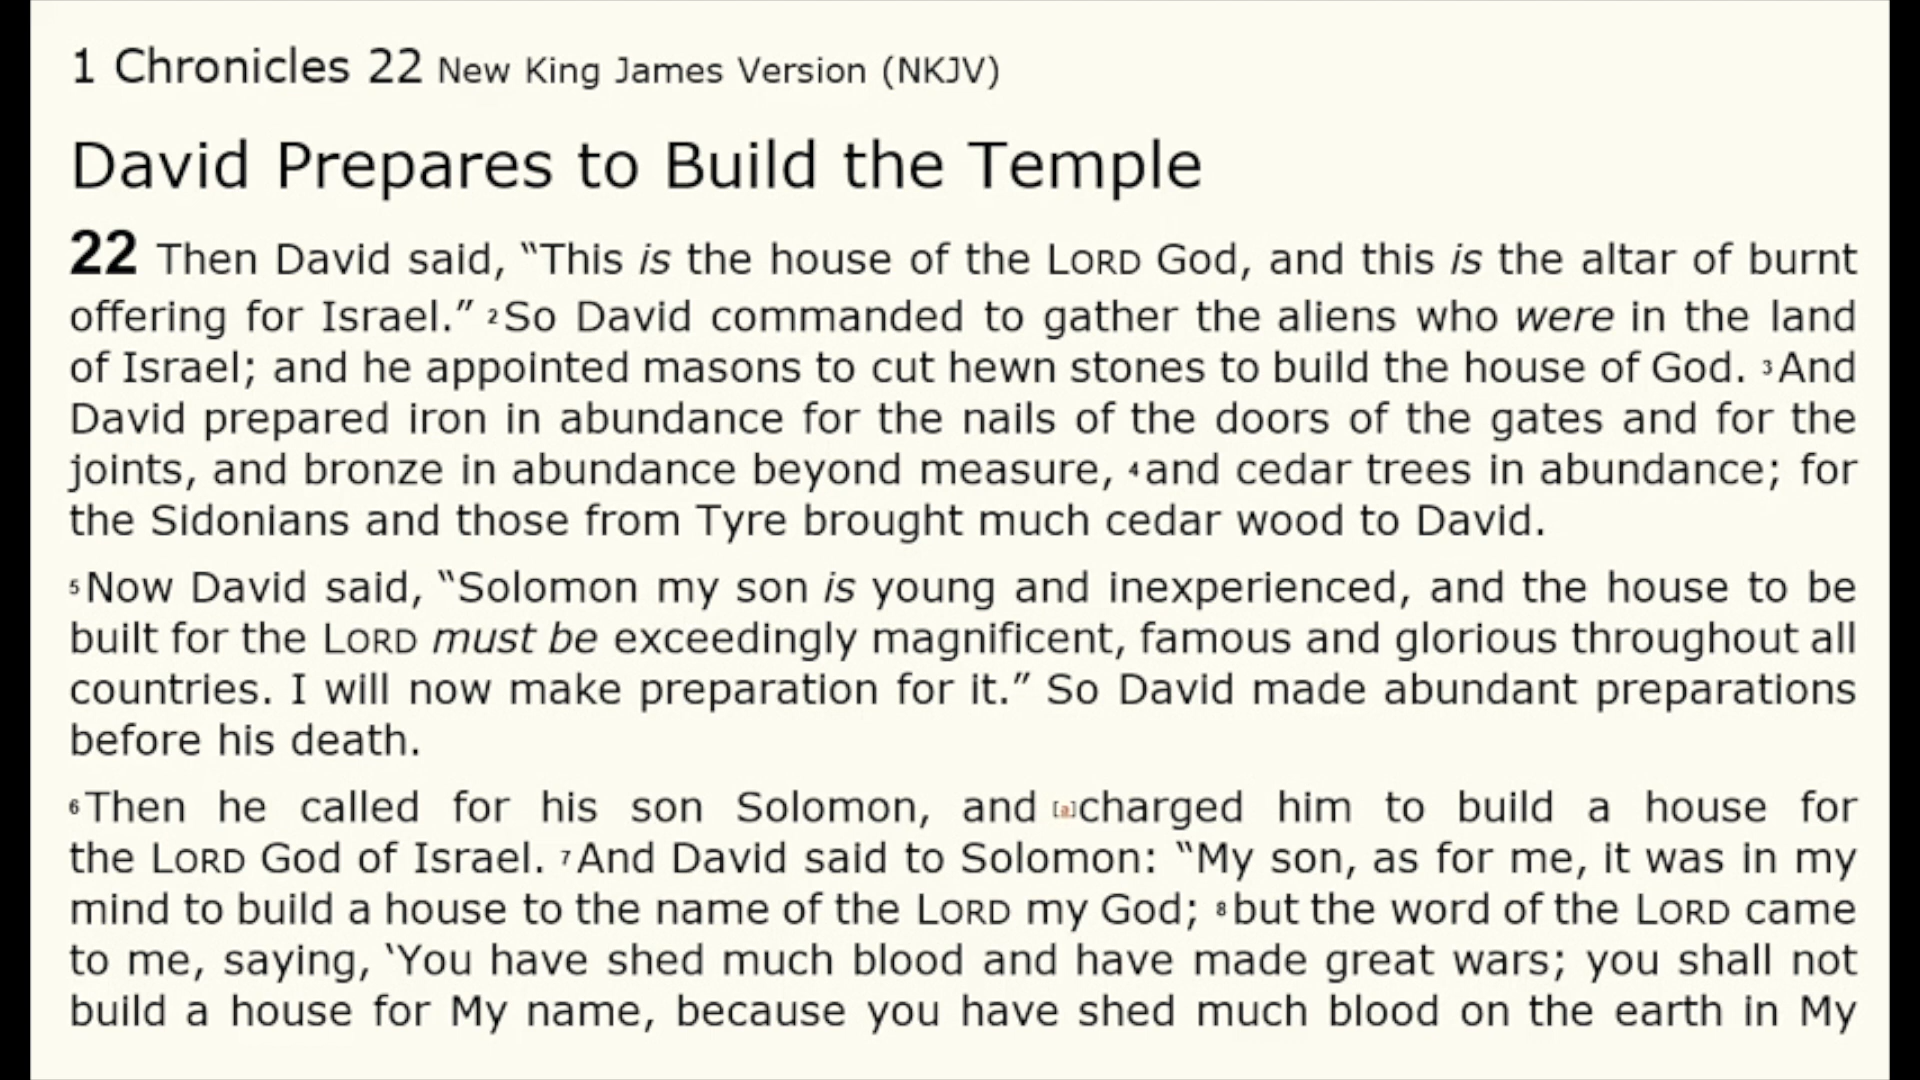 1 Chronicles 22 New King James Version (NKJV)
David Prepares to Build the Temple
22 Then David said, “This is the house of the LORD God, and this is the altar of burnt
offering for Israel.” 2 So David commanded to gather the aliens who were in the land
of Israel; and he appointed masons to cut hewn stones to build the house of God. 3 And
David prepared iron in abundance for the nails of the doors of the gates and for the
joints, and bronze in abundance beyond measure, 4 and cedar trees in abundance; for
the Sidonians and those from Tyre brought much cedar wood to David.
5 Now David said, “Solomon my son is young and inexperienced, and the house to be
built for the LORD must be exceedingly magnificent, famous and glorious throughout all
countries. I will now make preparation for it.” So David made abundant preparations
before his death.
6 Then he called for his son Solomon, and [a]charged him to build a house for
the LORD God of Israel. 7 And David said to Solomon: “My son, as for me, it was in my
mind to build a house to the name of the LORD my God; 8 but the word of the LORD came
to me, saying, ‘You have shed much blood and have made great wars; you shall not
build a house for My name, because you have shed much blood on the earth in My